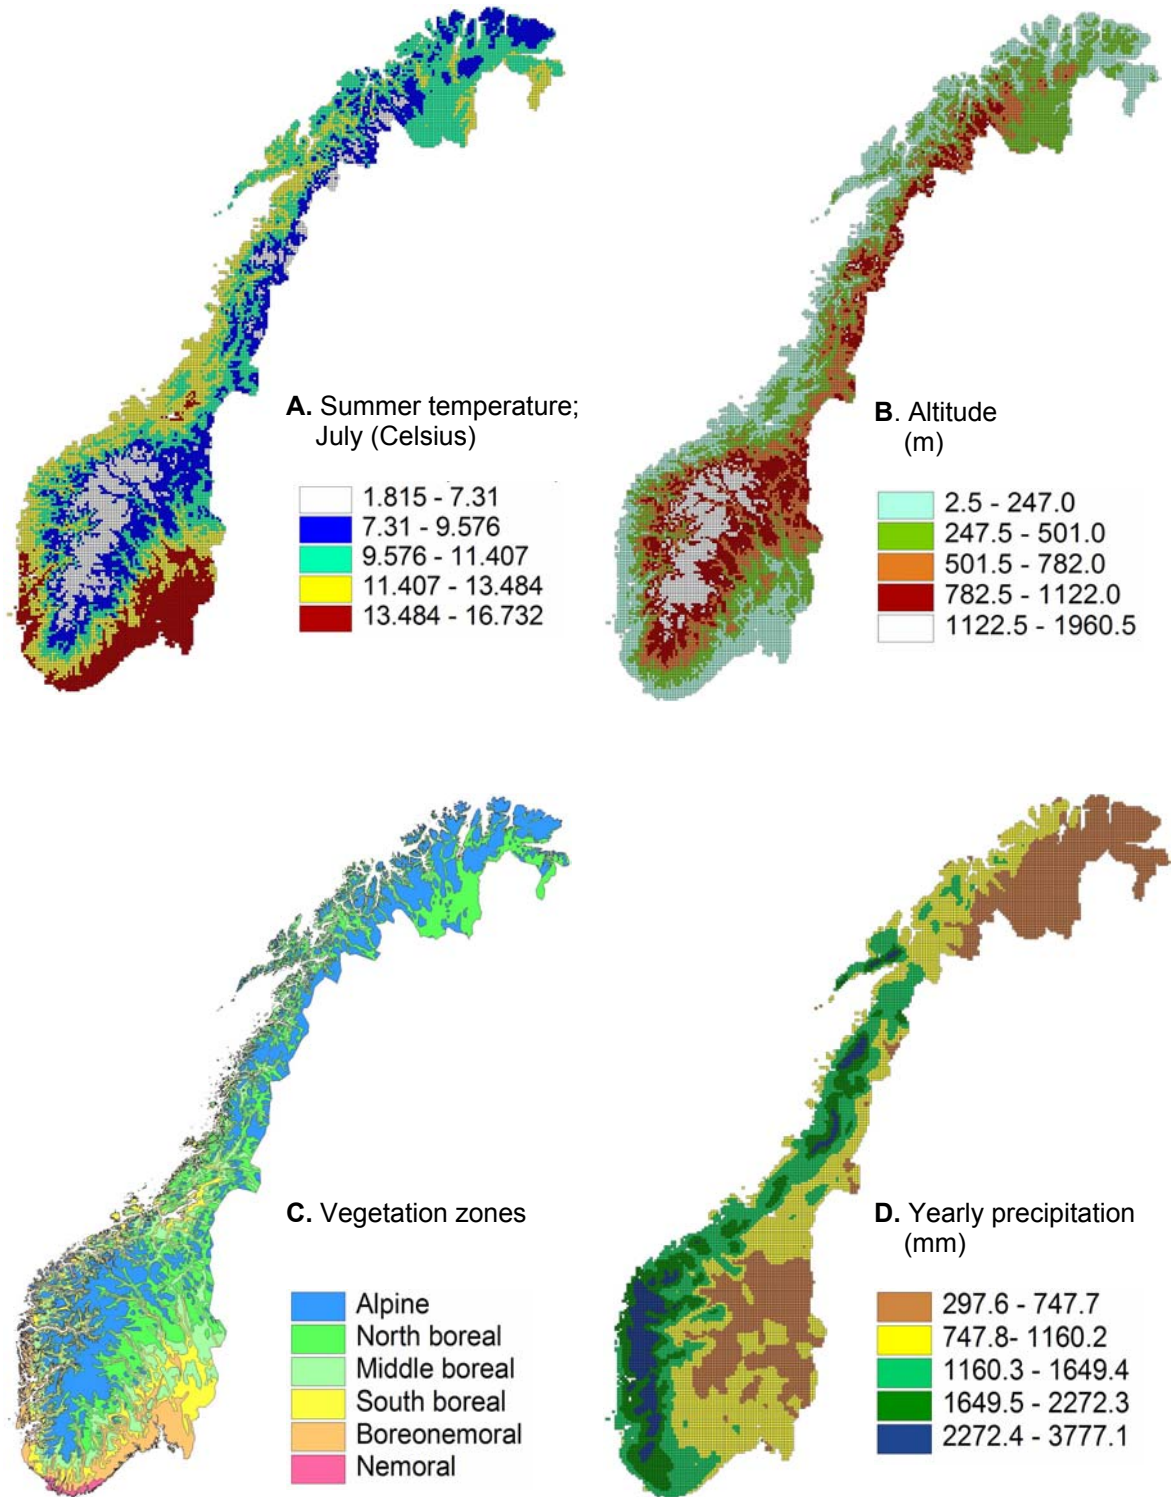 A. Summer temperature;
July (Celsius)
1.815 - 7.31
7.31 - 9.576
9.576 - 11.407
11.407 - 13.484
13.484 - 16.732
B. Altitude
(m)
2.5 - 247.0
247.5 - 501.0
501.5 - 782.0
782.5 - 1122.0
1122.5 - 1960.5
C. Vegetation zones
Alpine
North boreal
Middle boreal
South boreal
Boreonemoral
Nemoral
D. Yearly precipitation
(mm)
297.6 - 747.7
747.8- 1160.2
1160.3 - 1649.4
1649.5 - 2272.3
2272.4 - 3777.1